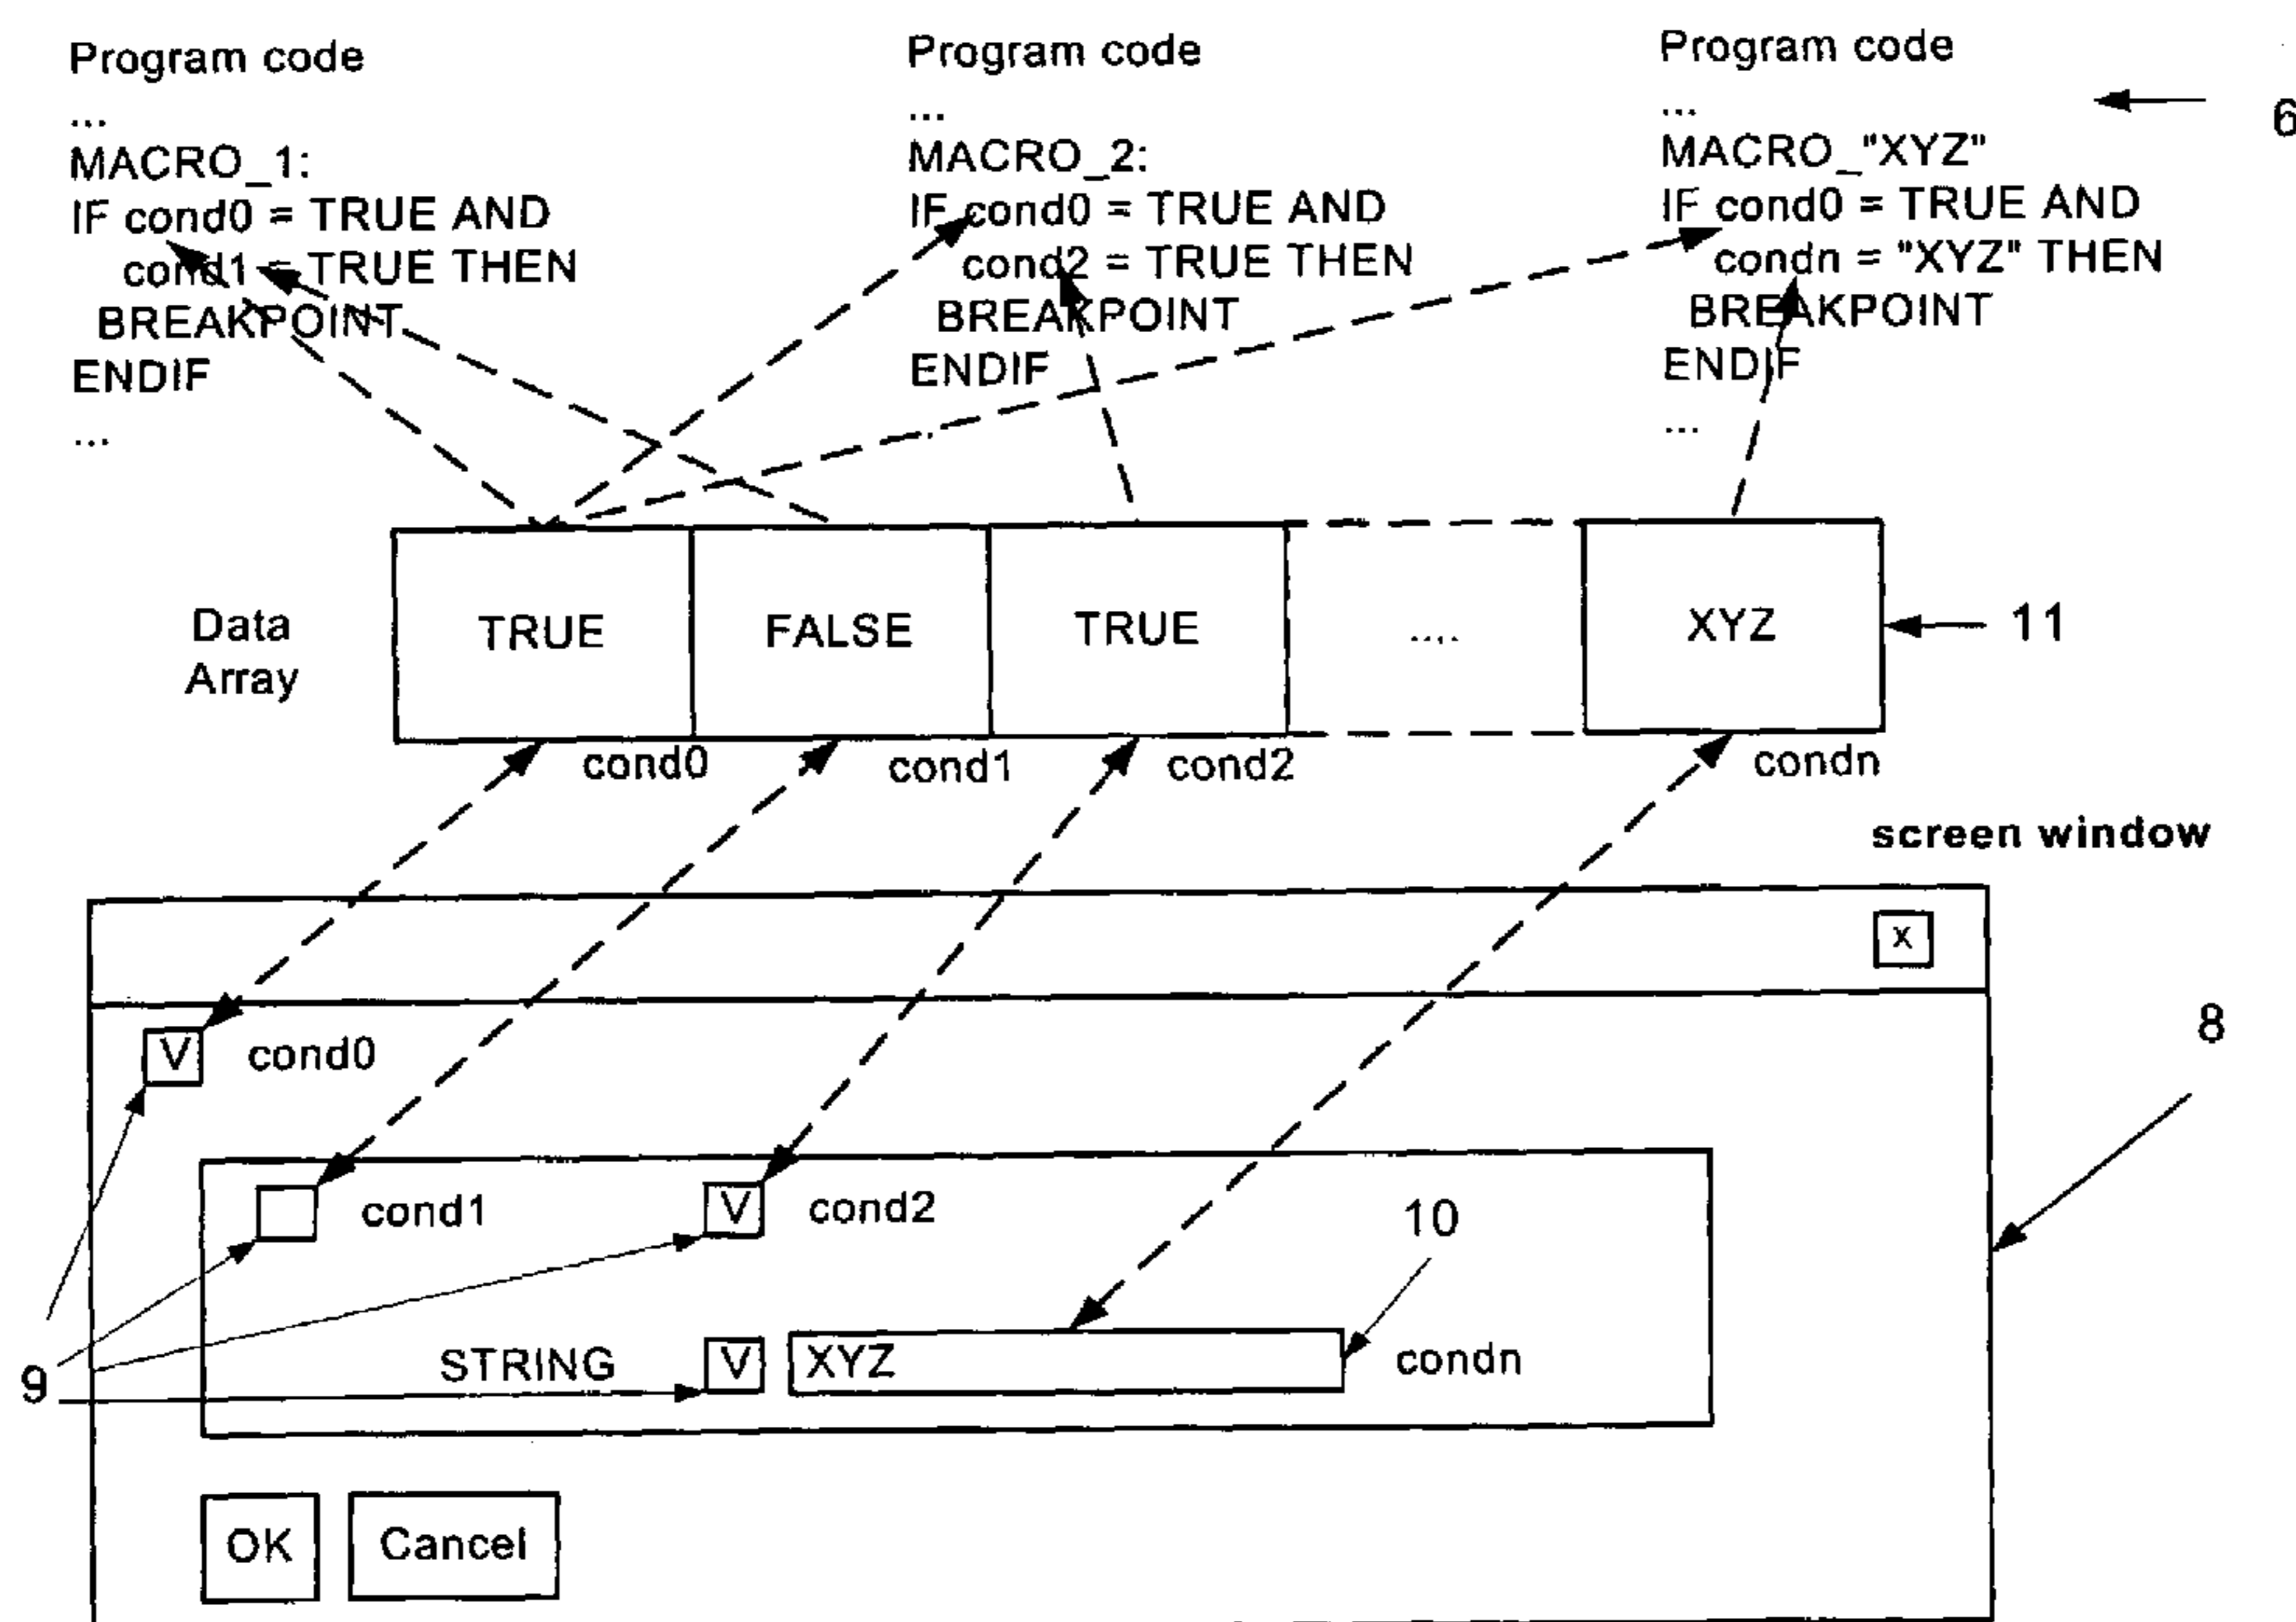 Program code
...
MACRO_1:
IF cond0 = TRUE AND
cond1 = TRUE THEN
BREAKPOINT
ENDIF
...
Program code
...
MACRO_2:
IF cond0 = TRUE AND
cond2 = TRUE THEN
BREAKPOINT
ENDIF
Program code
...
MACRO_"XYZ"
IF cond0 = TRUE AND
condn = "XYZ" THEN
BREAKPOINT
ENDIF
...
6
Data
Array
TRUE
FALSE
TRUE
....
XYZ
11
cond0
cond1
cond2
condn
screen window
x
8
V cond0
cond1
V cond2
10
9
STRING V XYZ condn
OK
Cancel